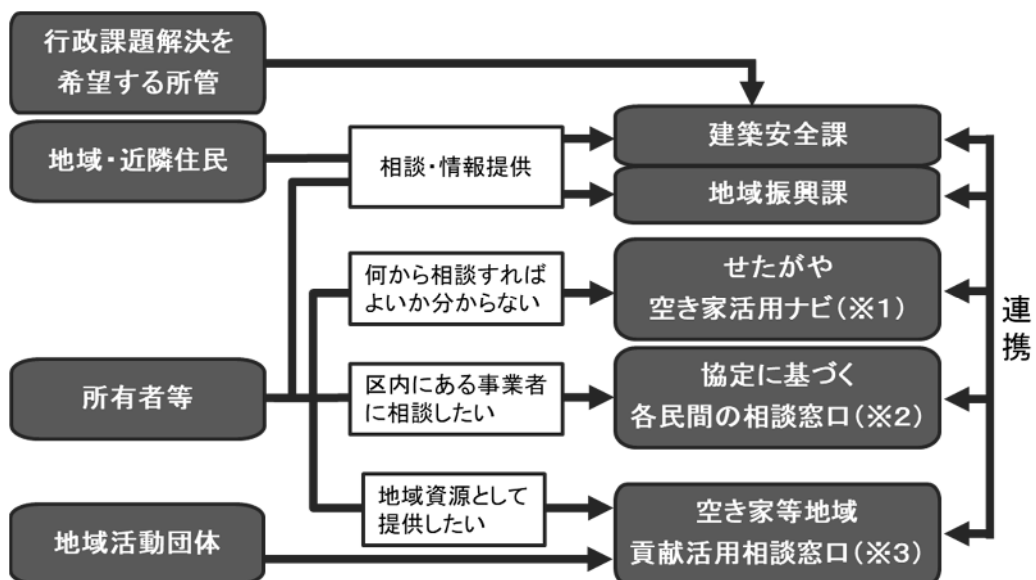 行政課題解決を
希望する所管
地域・近隣住民
所有者等
地域活動団体
相談・情報提供
何から相談すれば
よいか分からない
区内にある事業者
に相談したい
地域資源として
提供したい
建築安全課
地域振興課
せたがや
空き家活用ナビ(※1)
協定に基づく
各民間の相談窓口(※2)
空き家等地域
貢献活用相談窓口(※3)
連携